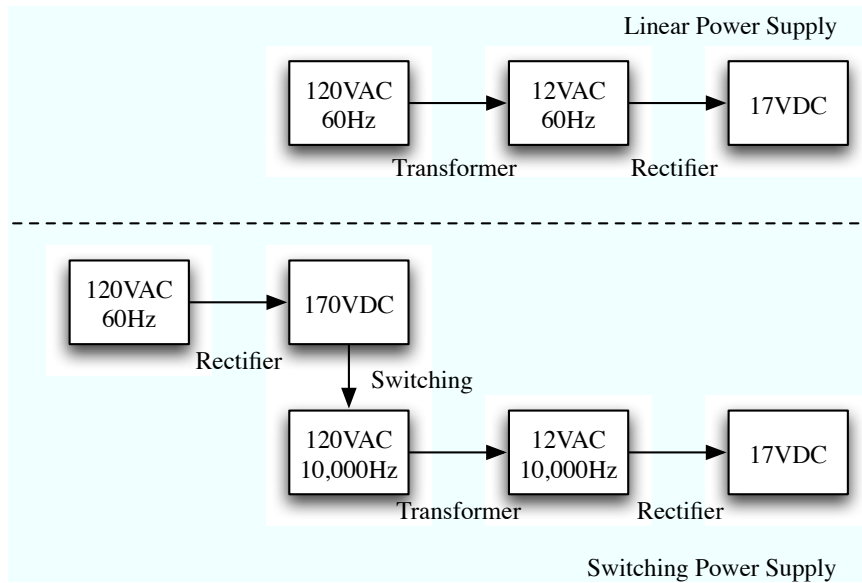 Linear Power Supply
120VAC
60Hz
12VAC
60Hz
17VDC
Transformer
Rectifier
120VAC
60Hz
170VDC
Rectifier
Switching
120VAC
10,000Hz
12VAC
10,000Hz
17VDC
Transformer
Rectifier
Switching Power Supply